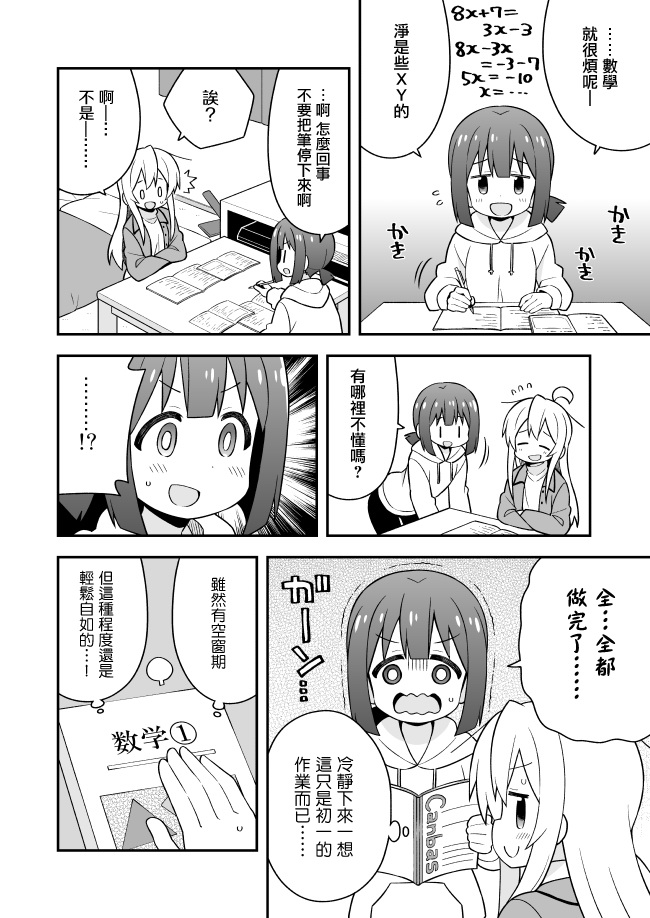 ……數學
就很煩呢—
8x+7=
3x-3
8x-3x
=-3-7
5x=-10
x=…
淨是些XY的
かき
かき
かき
…啊 怎麼回事
不要把筆停下來啊
誒？
啊—…
不是—……
有哪裡不懂嗎？
………!?
全…全都
做完了……
ガーン…
冷靜下來一想
這只是初一的
作業而已……
Canbas
雖然有空窗期
但這種程度還是
輕鬆自如的…！
数学①